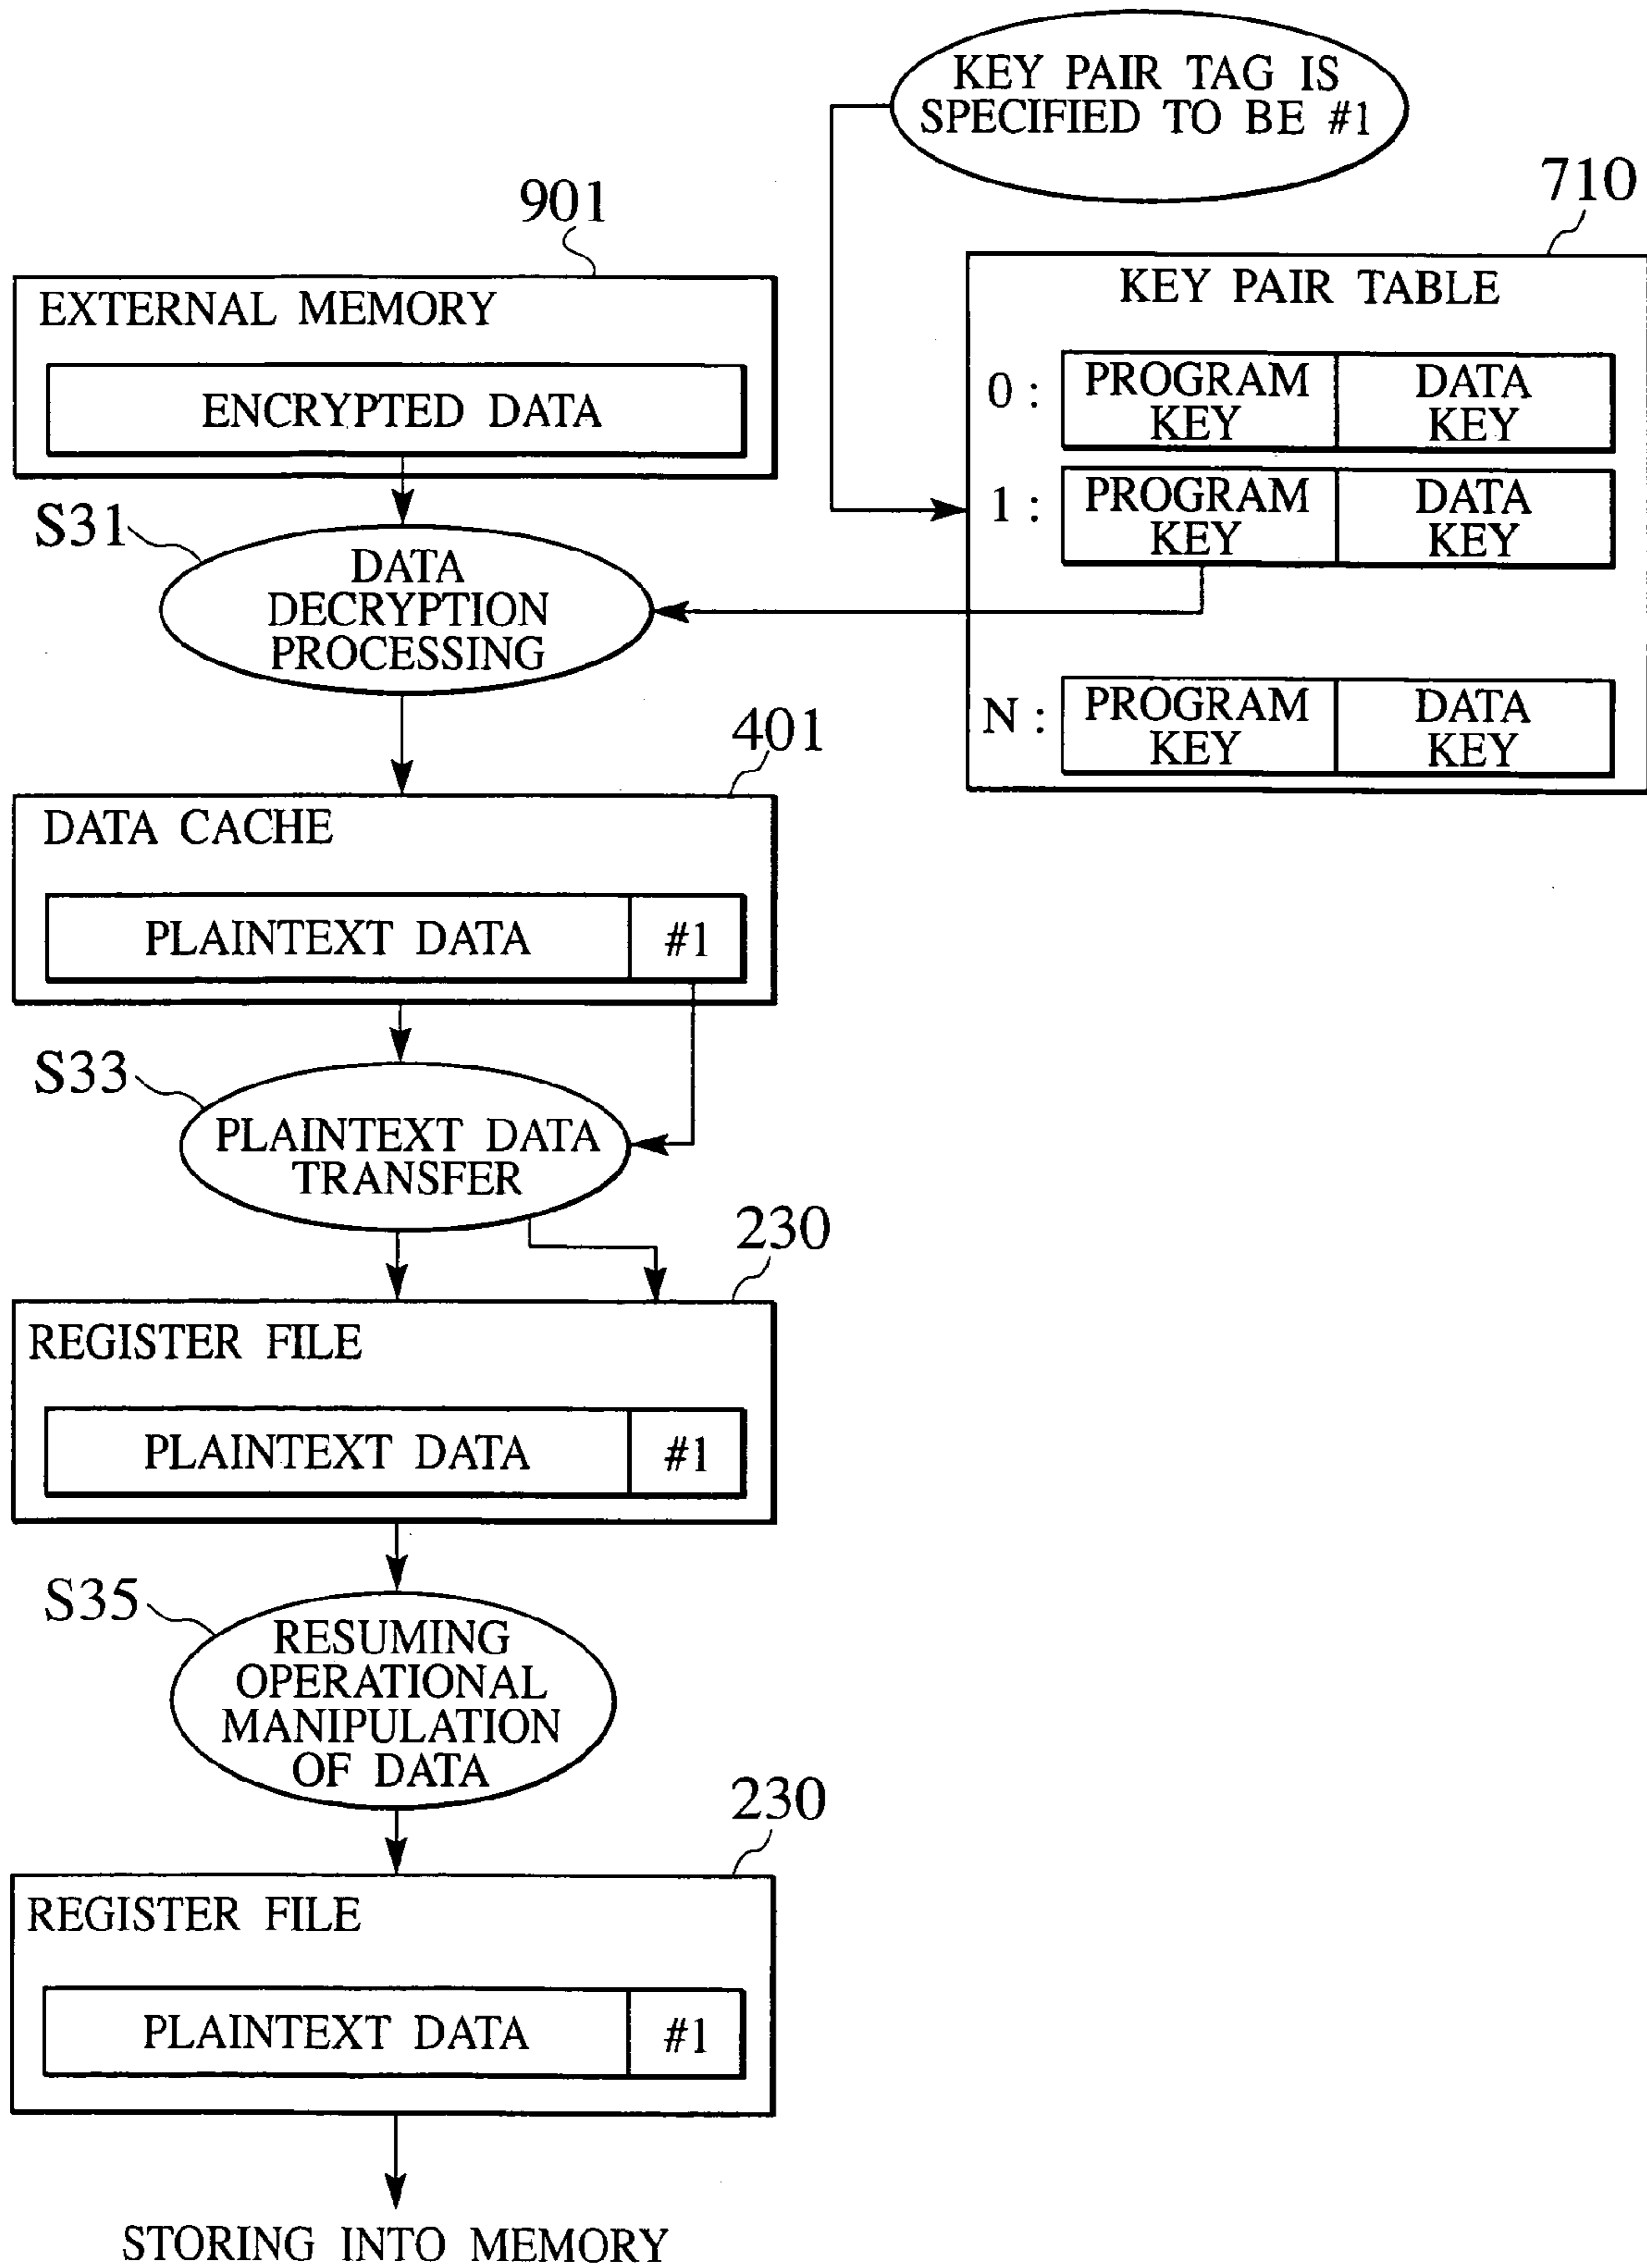 KEY PAIR TAG IS
SPECIFIED TO BE #1
901
710
EXTERNAL MEMORY
ENCRYPTED DATA
KEY PAIR TABLE
0 :
PROGRAM
KEY
DATA
KEY
1 :
PROGRAM
KEY
DATA
KEY
N :
PROGRAM
KEY
DATA
KEY
S31
DATA
DECRYPTION
PROCESSING
401
DATA CACHE
PLAINTEXT DATA
#1
S33
PLAINTEXT DATA
TRANSFER
230
REGISTER FILE
PLAINTEXT DATA
#1
S35
RESUMING
OPERATIONAL
MANIPULATION
OF DATA
230
REGISTER FILE
PLAINTEXT DATA
#1
STORING INTO MEMORY